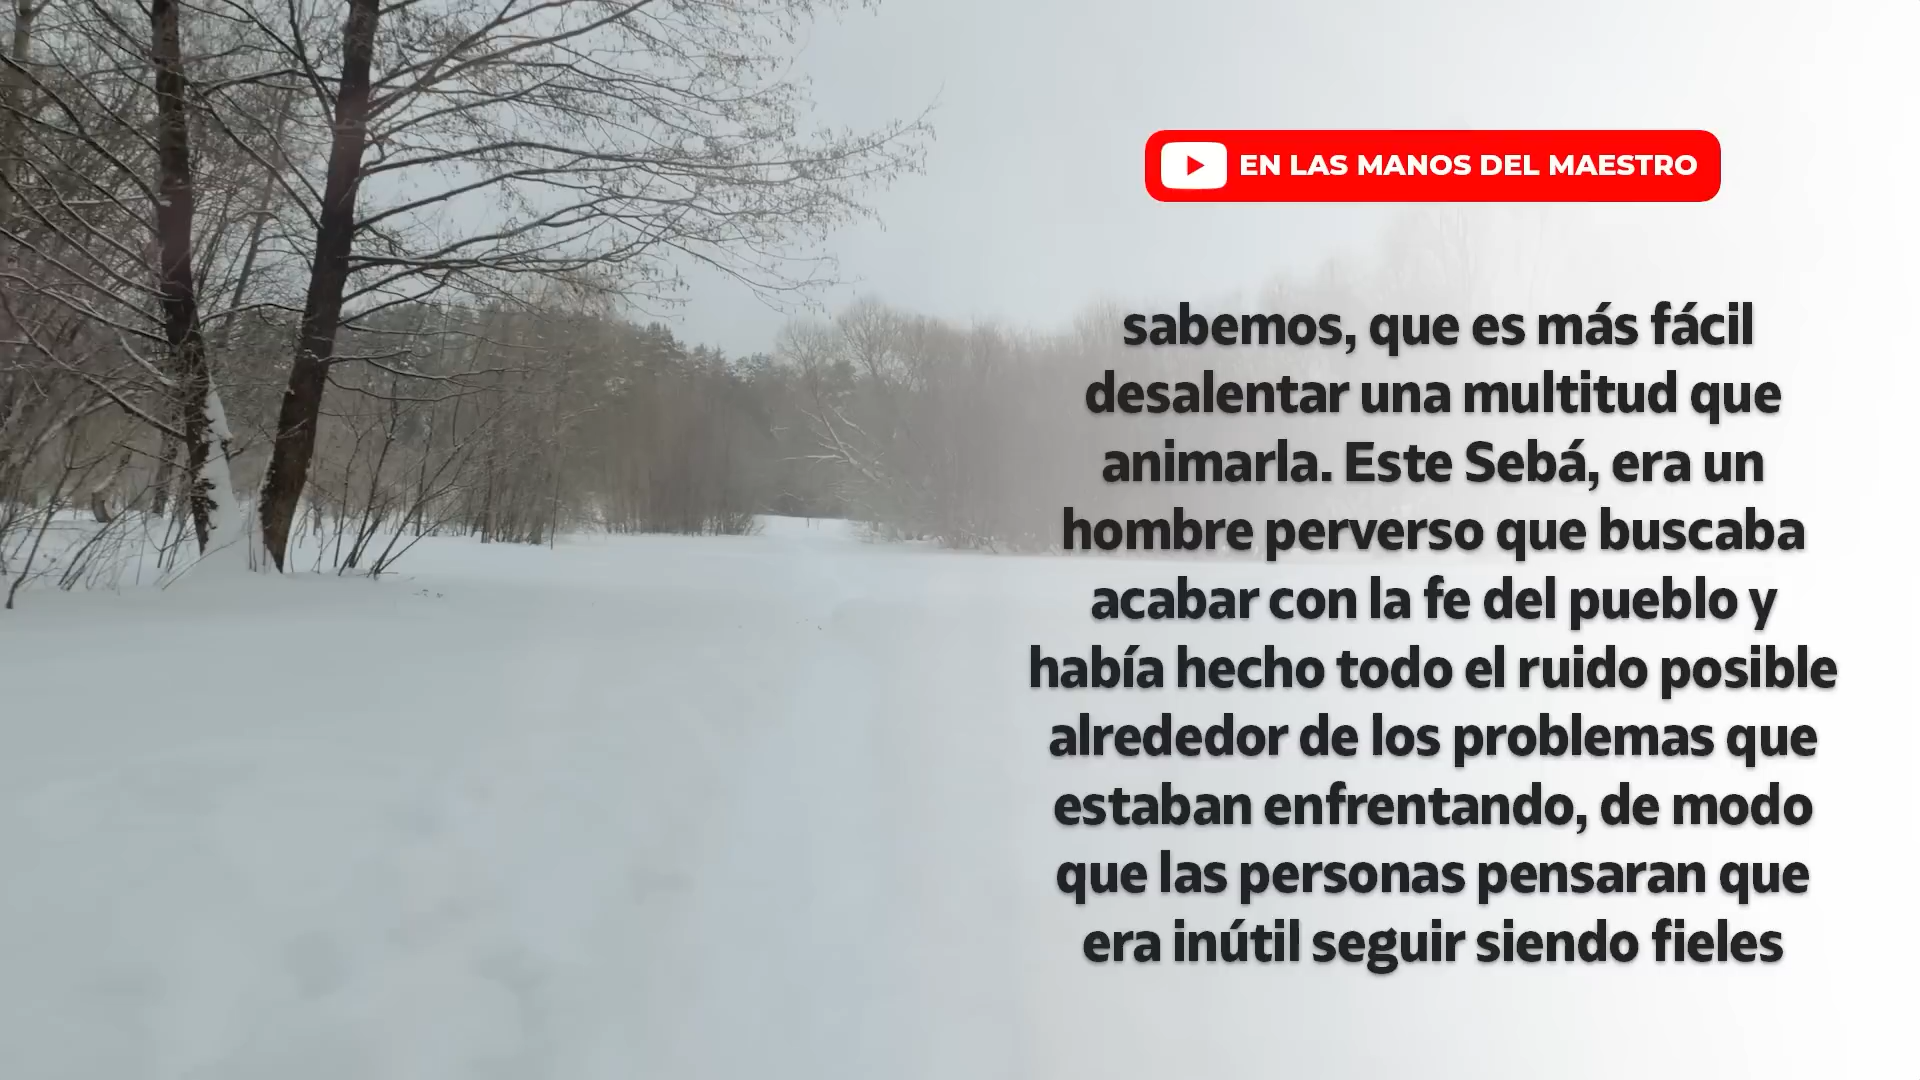 EN LAS MANOS DEL MAESTRO
sabemos, que es más fácil
desalentar una multitud que
animarla. Este Sebá, era un
hombre perverso que buscaba
acabar con la fe del pueblo y
había hecho todo el ruido posible
alrededor de los problemas que
estaban enfrentando, de modo
que las personas pensaran que
era inútil seguir siendo fieles